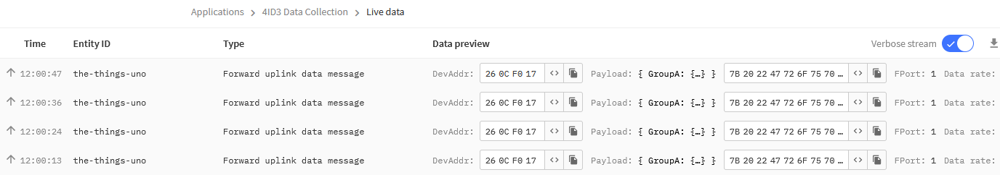 Applications > 4ID3 Data Collection > Live data
Time Entity ID Type Data preview Verbose stream
↑ 12:00:47 the-things-uno Forward uplink data message DevAddr: 26 0C F0 17 <> Payload: { GroupA: {…} } 7B 20 22 47 72 6F 75 70 … <> FPort: 1 Data rate:
↑ 12:00:36 the-things-uno Forward uplink data message DevAddr: 26 0C F0 17 <> Payload: { GroupA: {…} } 7B 20 22 47 72 6F 75 70 … <> FPort: 1 Data rate:
↑ 12:00:24 the-things-uno Forward uplink data message DevAddr: 26 0C F0 17 <> Payload: { GroupA: {…} } 7B 20 22 47 72 6F 75 70 … <> FPort: 1 Data rate:
↑ 12:00:13 the-things-uno Forward uplink data message DevAddr: 26 0C F0 17 <> Payload: { GroupA: {…} } 7B 20 22 47 72 6F 75 70 … <> FPort: 1 Data rate: